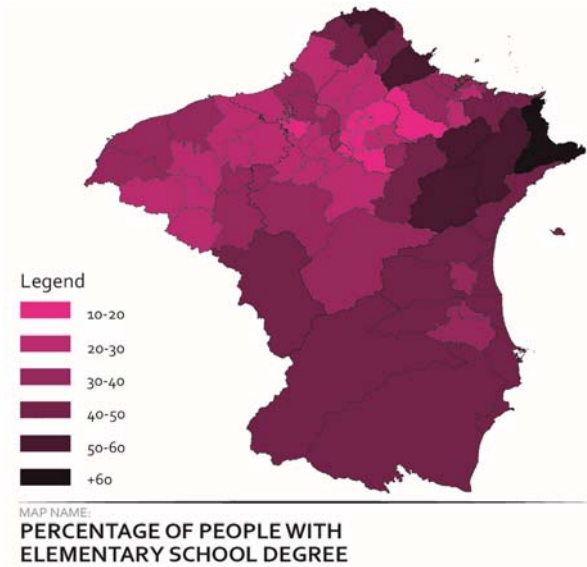 Legend
10-20
20-30
30-40
40-50
50-60
+60
MAP NAME:
PERCENTAGE OF PEOPLE WITH
ELEMENTARY SCHOOL DEGREE